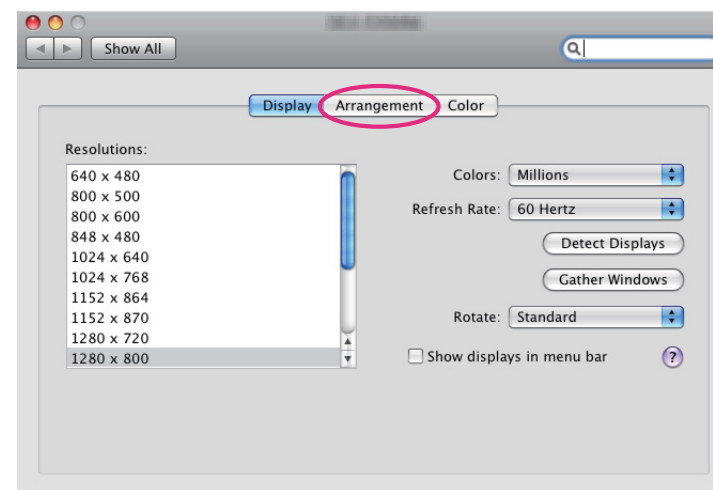 Show All
Display Arrangement Color
Resolutions:
640 x 480
800 x 500
800 x 600
848 x 480
1024 x 640
1024 x 768
1152 x 864
1152 x 870
1280 x 720
1280 x 800
Colors: Millions
Refresh Rate: 60 Hertz
Detect Displays
Gather Windows
Rotate: Standard
Show displays in menu bar ?